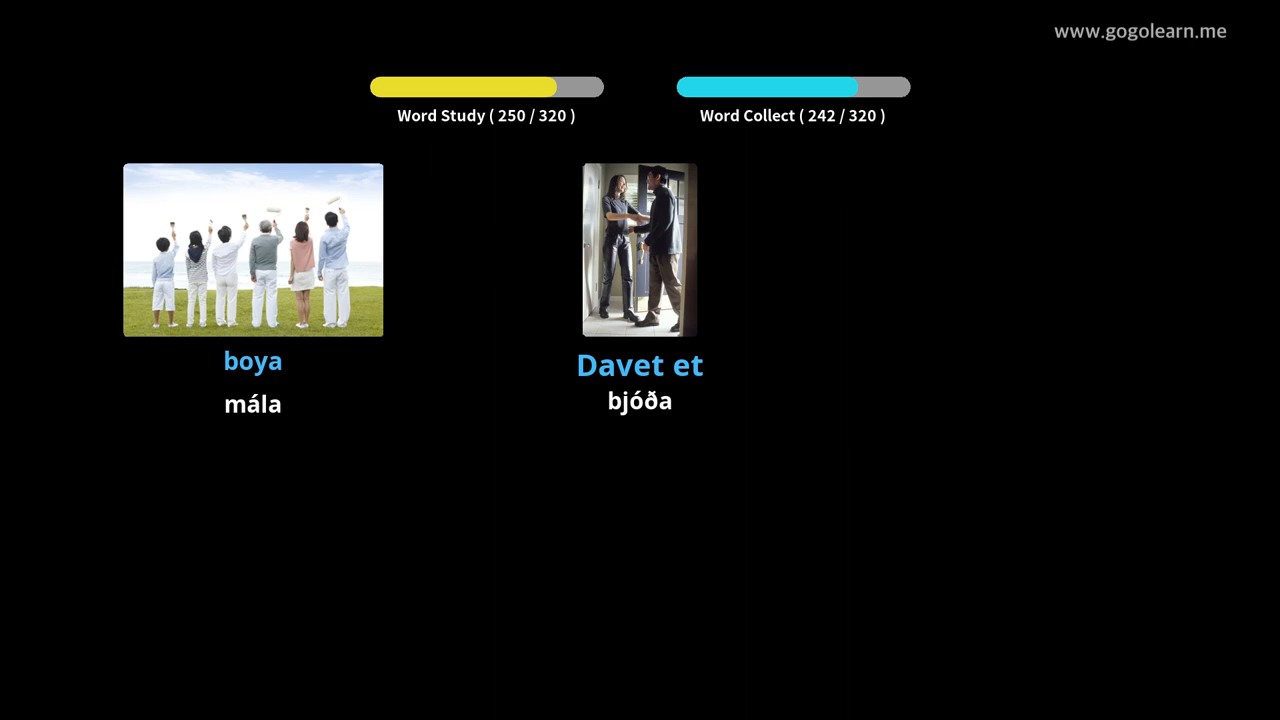 www.gogolearn.me
Word Study ( 250 / 320 )
Word Collect ( 242 / 320 )
boya
mála
Davet et
bjóða